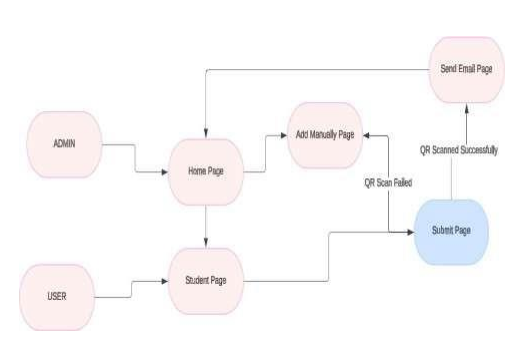 Send Email Page
ADMIN
Add Manually Page
QR Scanned Successfully
Home Page
QR Scan Failed
Submit Page
Student Page
USER